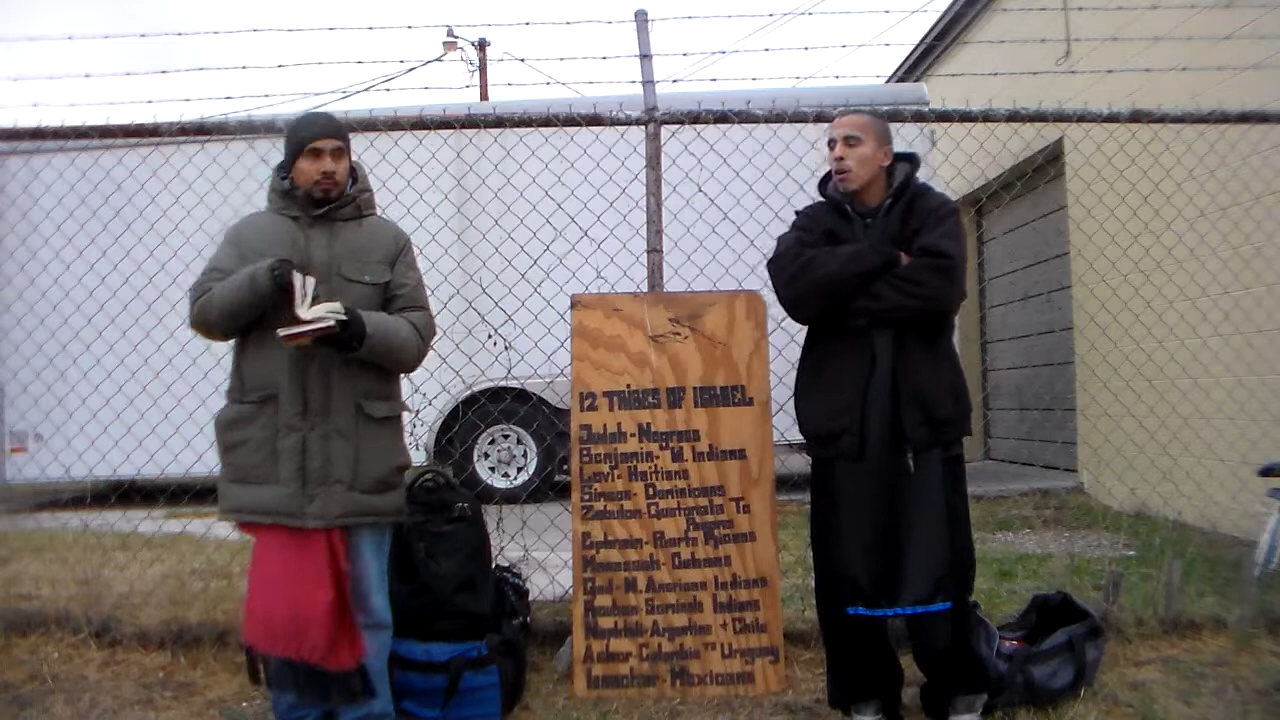 12 TRIBES OF ISRAEL
Judah - Negroes
Benjamin - W. Indians
Levi - Haitians
Simeon - Dominicans
Zebulon - Guatemala To
Panama
Ephraim - Puerto Ricans
Manasseh - Cubans
Gad - N. American Indians
Reuben - Seminole Indians
Naphtali - Argentina + Chile
Asher - Colombia To Uruguay
Issachar - Mexicans